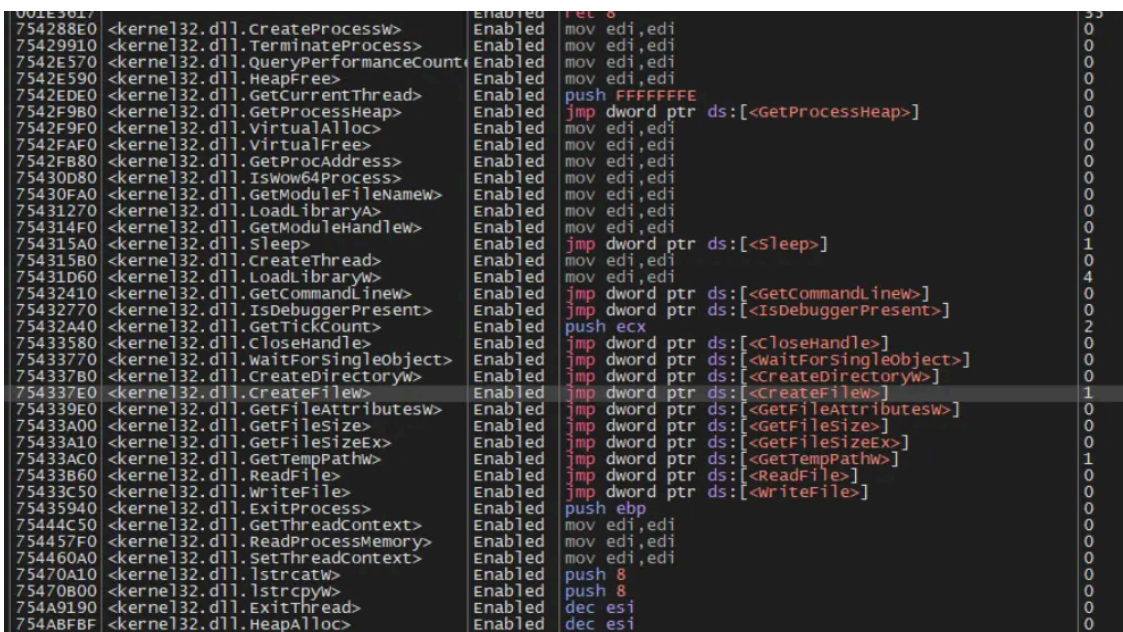 001E3617 Enabled ret 8 35
754288E0 <kernel32.dll.CreateProcessW> Enabled mov edi,edi 0
75429910 <kernel32.dll.TerminateProcess> Enabled mov edi,edi 0
7542E570 <kernel32.dll.QueryPerformanceCount Enabled mov edi,edi 0
7542E590 <kernel32.dll.HeapFree> Enabled mov edi,edi 0
7542EDE0 <kernel32.dll.GetCurrentThread> Enabled push FFFFFFFE 0
7542F9B0 <kernel32.dll.GetProcessHeap> Enabled jmp dword ptr ds:[<GetProcessHeap>] 0
7542F9F0 <kernel32.dll.VirtualAlloc> Enabled mov edi,edi 0
7542FAF0 <kernel32.dll.VirtualFree> Enabled mov edi,edi 0
7542FB80 <kernel32.dll.GetProcAddress> Enabled mov edi,edi 0
75430D80 <kernel32.dll.IsWow64Process> Enabled mov edi,edi 0
75430FA0 <kernel32.dll.GetModuleFileNameW> Enabled mov edi,edi 0
75431270 <kernel32.dll.LoadLibraryA> Enabled mov edi,edi 0
754314F0 <kernel32.dll.GetModuleHandleW> Enabled mov edi,edi 0
754315A0 <kernel32.dll.Sleep> Enabled jmp dword ptr ds:[<Sleep>] 1
754315B0 <kernel32.dll.CreateThread> Enabled mov edi,edi 0
75431D60 <kernel32.dll.LoadLibraryW> Enabled mov edi,edi 4
75432410 <kernel32.dll.GetCommandLineW> Enabled jmp dword ptr ds:[<GetCommandLineW>] 0
75432770 <kernel32.dll.IsDebuggerPresent> Enabled jmp dword ptr ds:[<IsDebuggerPresent>] 0
75432A40 <kernel32.dll.GetTickCount> Enabled push ecx 2
75433580 <kernel32.dll.CloseHandle> Enabled jmp dword ptr ds:[<CloseHandle>] 0
75433770 <kernel32.dll.WaitForSingleObject> Enabled jmp dword ptr ds:[<WaitForSingleObject>] 0
754337B0 <kernel32.dll.CreateDirectoryW> Enabled jmp dword ptr ds:[<CreateDirectoryW>] 0
754337E0 <kernel32.dll.CreateFileW> Enabled jmp dword ptr ds:[<CreateFileW>] 1
754339E0 <kernel32.dll.GetFileAttributesW> Enabled jmp dword ptr ds:[<GetFileAttributesW>] 0
75433A00 <kernel32.dll.GetFileSize> Enabled jmp dword ptr ds:[<GetFileSize>] 0
75433A10 <kernel32.dll.GetFileSizeEx> Enabled jmp dword ptr ds:[<GetFileSizeEx>] 0
75433AC0 <kernel32.dll.GetTempPathW> Enabled jmp dword ptr ds:[<GetTempPathW>] 1
75433B60 <kernel32.dll.ReadFile> Enabled jmp dword ptr ds:[<ReadFile>] 0
75433C50 <kernel32.dll.WriteFile> Enabled jmp dword ptr ds:[<WriteFile>] 0
75435940 <kernel32.dll.ExitProcess> Enabled push ebp 0
75444C50 <kernel32.dll.GetThreadContext> Enabled mov edi,edi 0
754457F0 <kernel32.dll.ReadProcessMemory> Enabled mov edi,edi 0
754460A0 <kernel32.dll.SetThreadContext> Enabled mov edi,edi 0
75470A10 <kernel32.dll.lstrcatW> Enabled push 8 0
75470B00 <kernel32.dll.lstrcpyW> Enabled push 8 0
754A9190 <kernel32.dll.ExitThread> Enabled dec esi 0
754ABFBF <kernel32.dll.HeapAlloc> Enabled dec esi 0